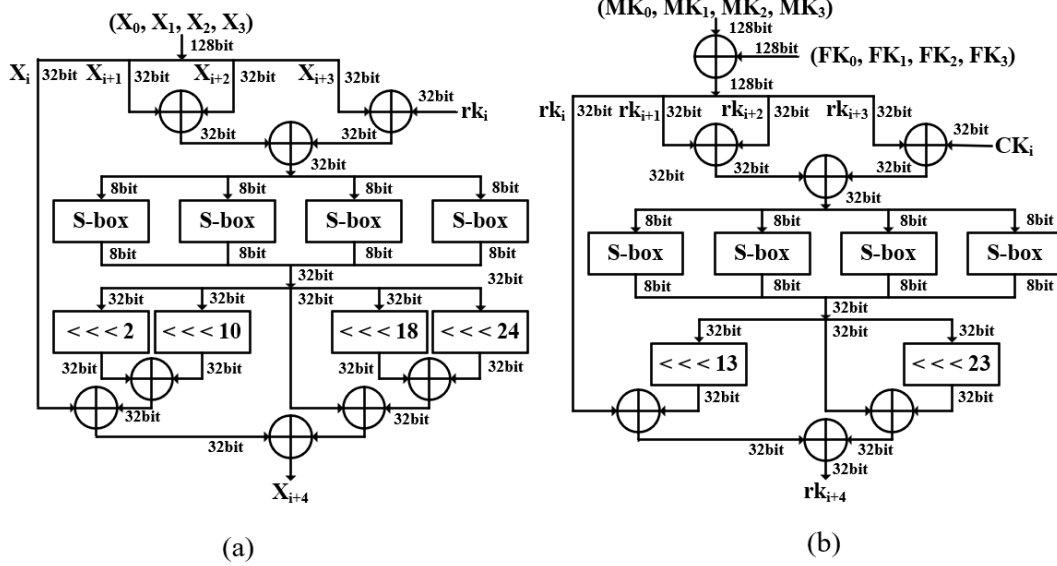 (X0, X1, X2, X3)
128bit
Xi 32bit Xi+1 32bit Xi+2 32bit Xi+3 32bit 32bit
rki
32bit 32bit
32bit
8bit 8bit 8bit 8bit
S-box S-box S-box S-box
8bit 8bit 8bit 8bit
32bit 32bit
32bit 32bit 32bit 32bit 32bit
< < < 2 < < < 10 < < < 18 < < < 24
32bit 32bit 32bit 32bit
32bit 32bit
32bit 32bit
Xi+4
(a)
(MK0, MK1, MK2, MK3)
128bit
128bit (FK0, FK1, FK2, FK3)
128bit
rki 32bit rki+1 32bit rki+2 32bit rki+3 32bit 32bit
CKi
32bit 32bit 32bit
32bit
8bit 8bit 8bit 8bit
S-box S-box S-box S-box
8bit 8bit 8bit 8bit
32bit
32bit 32bit 32bit
< < < 13 < < < 23
32bit 32bit
32bit 32bit
32bit
rki+4
(b)